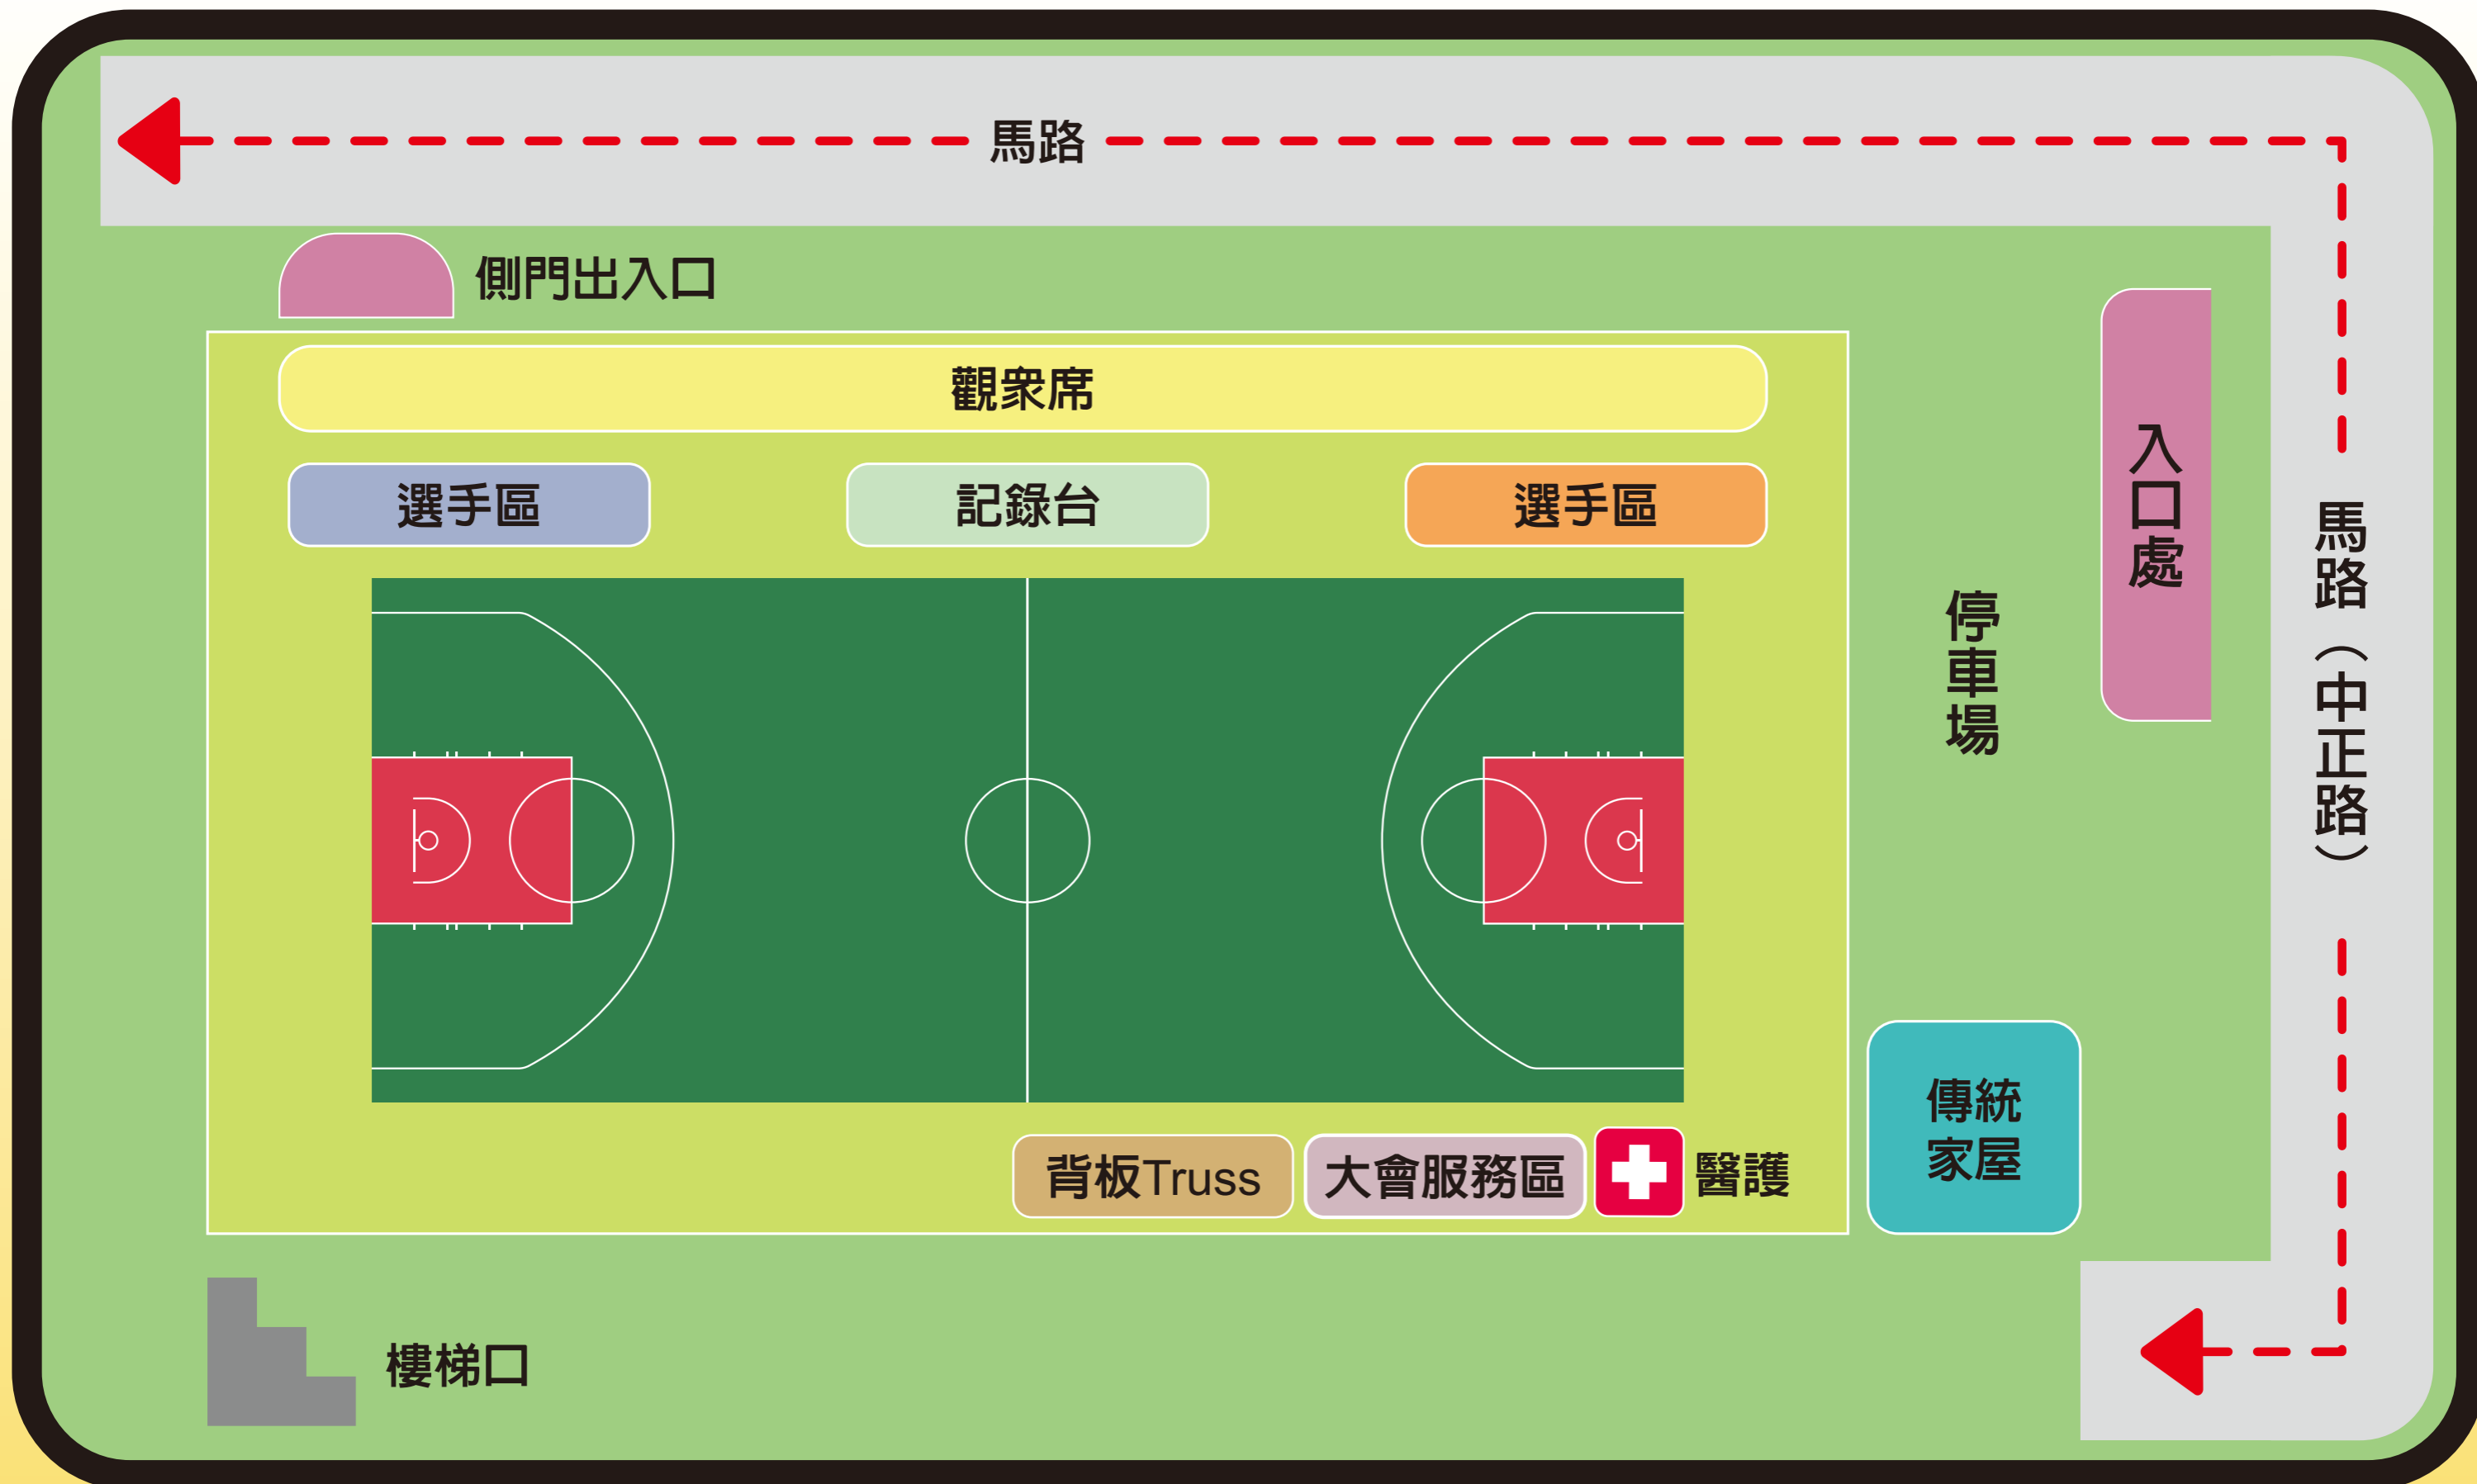 馬路
側門出入口
觀衆席
選手區
記錄台
選手區
入口處
馬路（中正路）
停車場
傳統
家屋
背板Truss
大會服務區
醫護
樓梯口